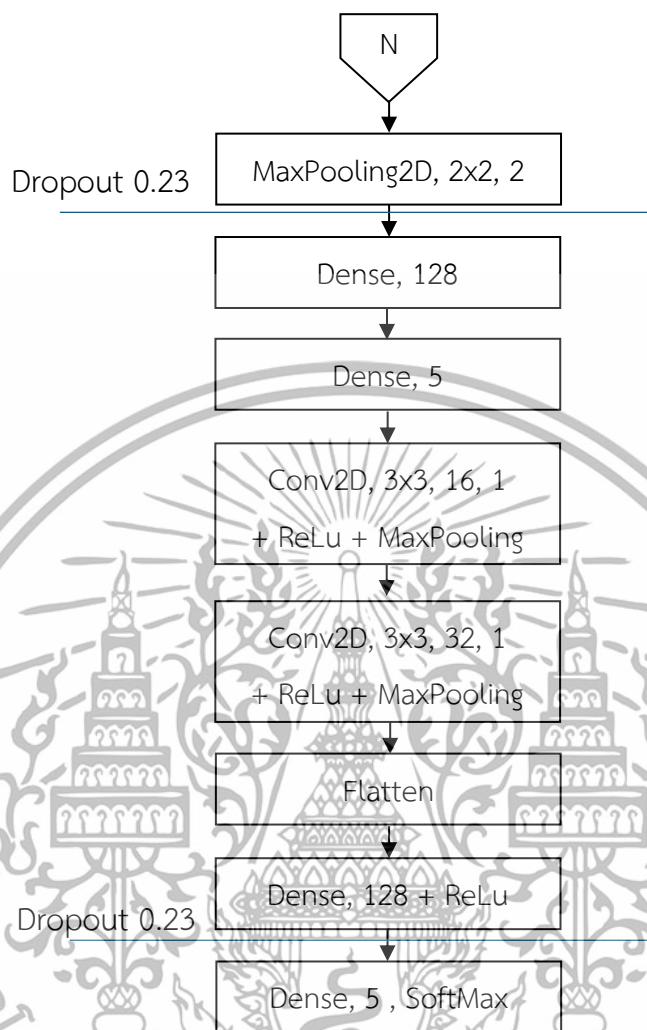 N
MaxPooling2D, 2x2, 2
Dropout 0.23
Dense, 128
Dense, 5
Conv2D, 3x3, 16, 1
+ ReLu + MaxPooling
Conv2D, 3x3, 32, 1
+ ReLu + MaxPooling
Flatten
Dense, 128 + ReLu
Dropout 0.23
Dense, 5 , SoftMax